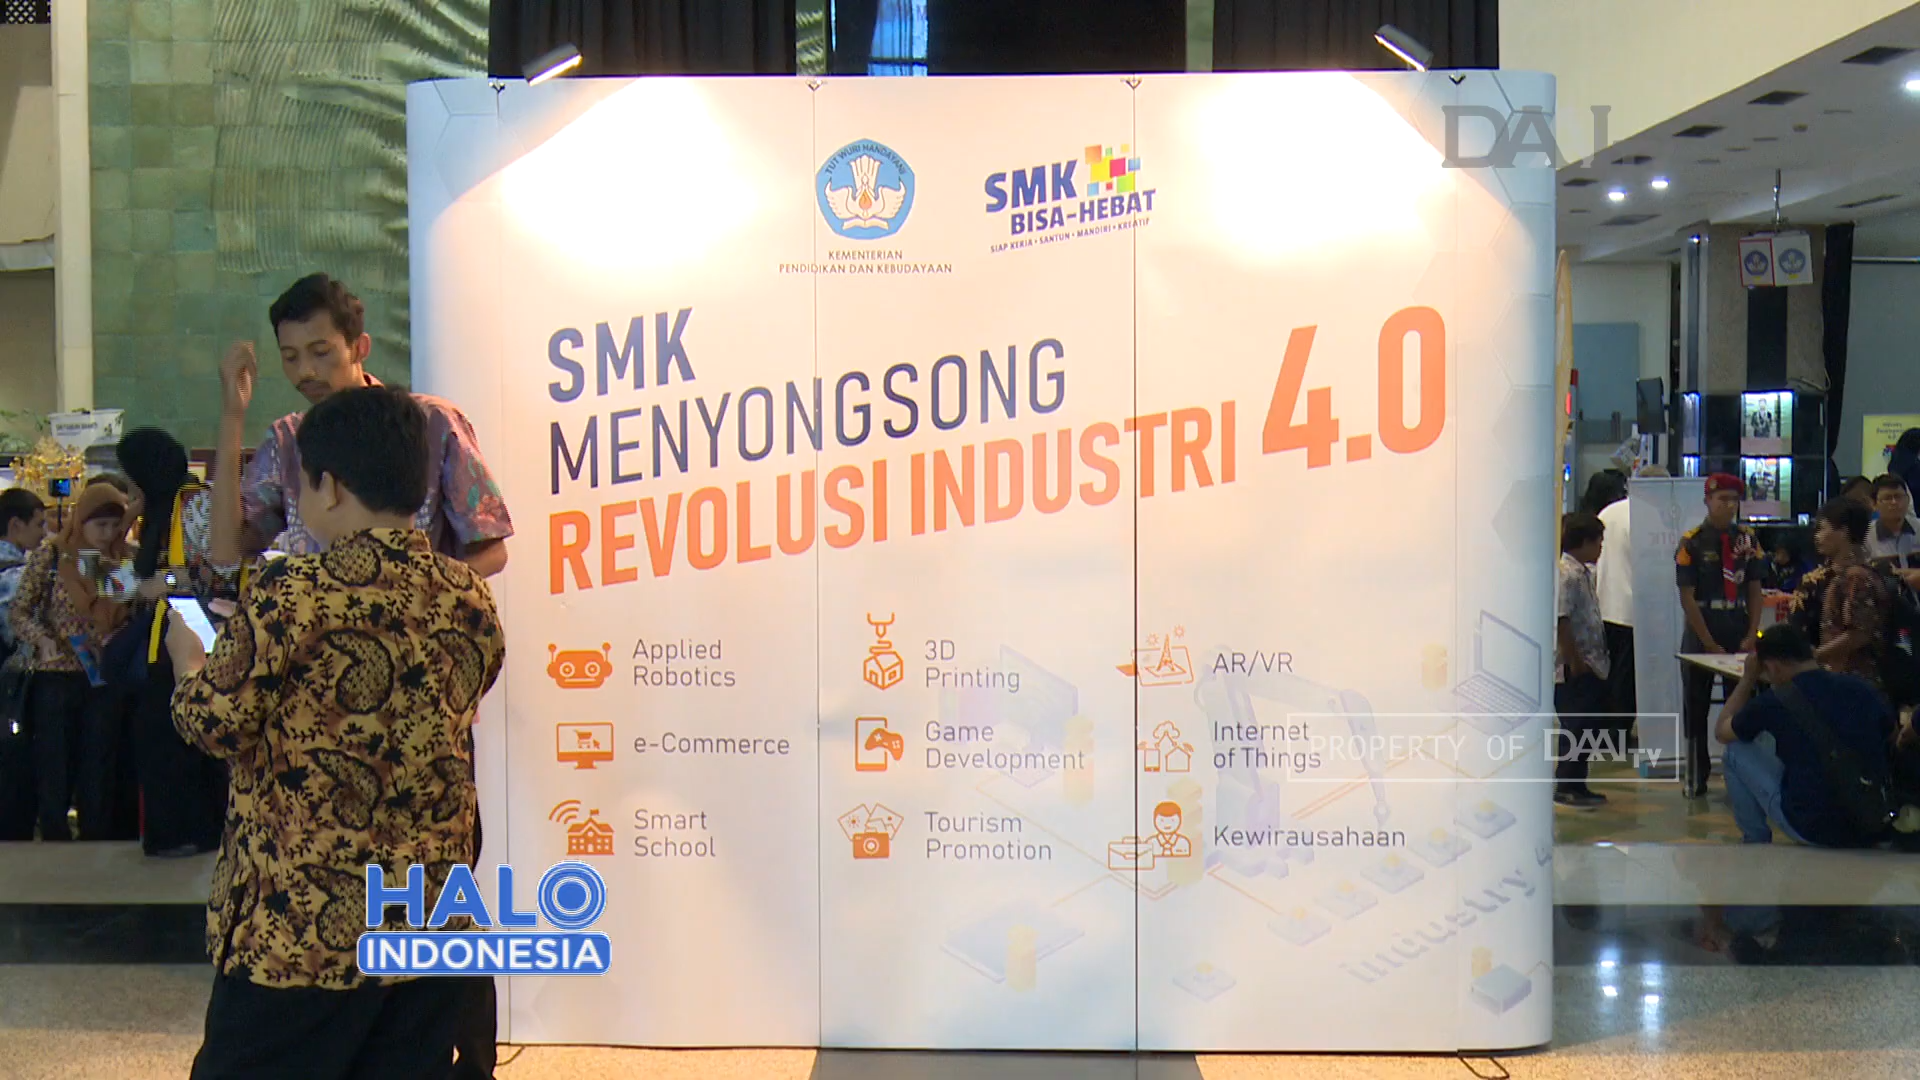 DAAI
TUT WURI HANDAYANI
KEMENTERIAN
PENDIDIKAN DAN KEBUDAYAAN
SMK
BISA-HEBAT
SIAP KERJA • SANTUN • MANDIRI • KREATIF
SMK
MENYONGSONG
REVOLUSI INDUSTRI 4.0
Applied
Robotics
3D
Printing
AR/VR
e-Commerce
Game
Development
Internet
of Things
PROPERTY OF DAAI TV
Smart
School
Tourism
Promotion
Kewirausahaan
industry
HALO
INDONESIA